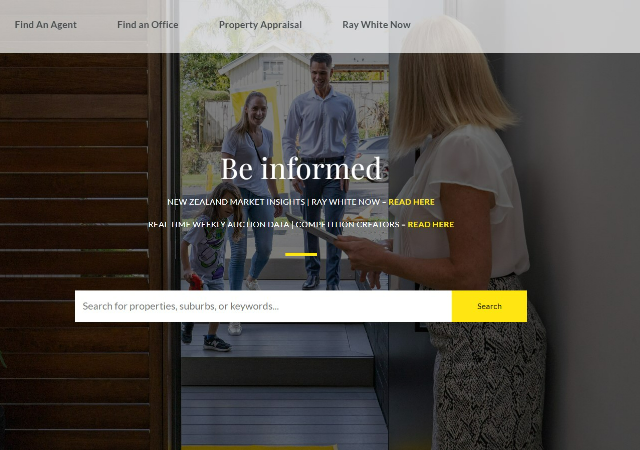 Find An Agent
Find an Office
Property Appraisal
Ray White Now
Be informed
NEW ZEALAND MARKET INSIGHTS | RAY WHITE NOW – READ HERE
REAL TIME WEEKLY AUCTION DATA | COMPETITION CREATORS – READ HERE
Search for properties, suburbs, or keywords...
Search